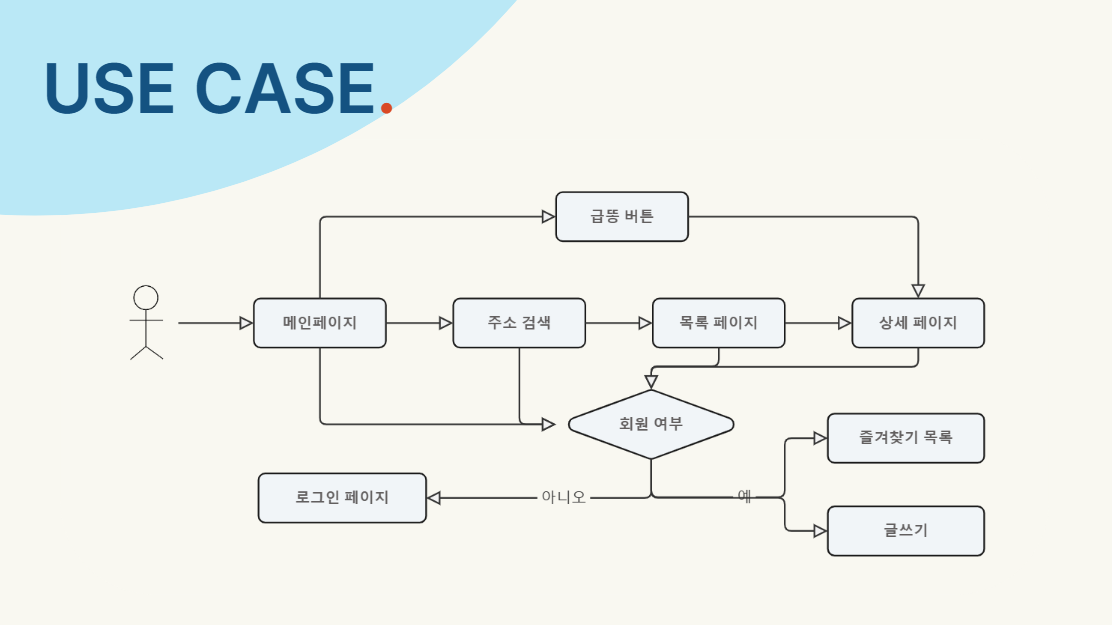 USE CASE.
급똥 버튼
메인페이지
주소 검색
목록 페이지
상세 페이지
회원 여부
즐겨찾기 목록
로그인 페이지
아니오
예
글쓰기